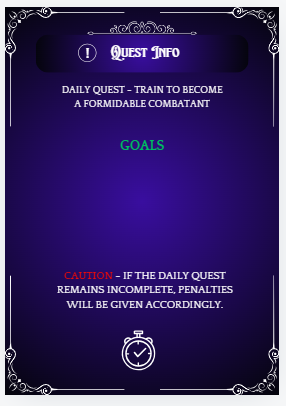 ! Quest Info
DAILY QUEST – TRAIN TO BECOME
A FORMIDABLE COMBATANT
GOALS
CAUTION – IF THE DAILY QUEST
REMAINS INCOMPLETE, PENALTIES
WILL BE GIVEN ACCORDINGLY.